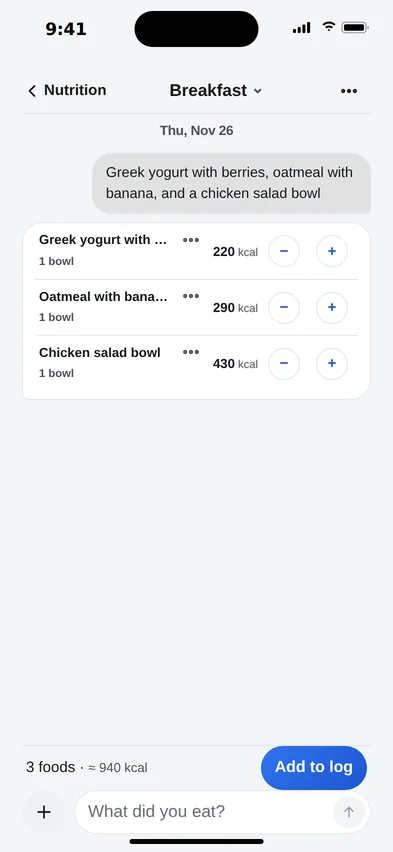 9:41
Nutrition
Breakfast
Thu, Nov 26
Greek yogurt with berries, oatmeal with
banana, and a chicken salad bowl
Greek yogurt with ... 220 kcal − +
1 bowl
Oatmeal with bana... 290 kcal − +
1 bowl
Chicken salad bowl 430 kcal − +
1 bowl
3 foods · ≈ 940 kcal
Add to log
+ What did you eat?